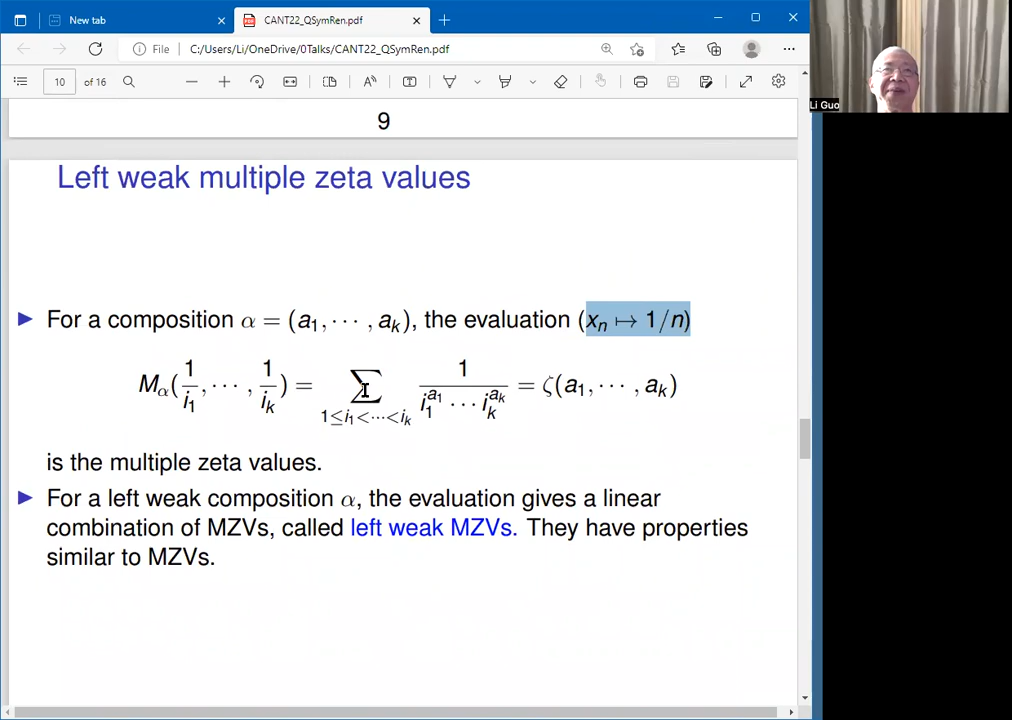 New tab
CANT22_QSymRen.pdf
File
C:/Users/Li/OneDrive/0Talks/CANT22_QSymRen.pdf
10 of 16
Li Guo
9
Left weak multiple zeta values
► For a composition α = (a₁, ⋯ , aₖ), the evaluation (xₙ ↦ 1/n)
M_α(1/i₁, ⋯ , 1/iₖ) = ∑_{1≤i₁<⋯<iₖ} 1/(i₁^{a₁} ⋯ iₖ^{aₖ}) = ζ(a₁, ⋯ , aₖ)
is the multiple zeta values.
► For a left weak composition α, the evaluation gives a linear
combination of MZVs, called left weak MZVs. They have properties
similar to MZVs.